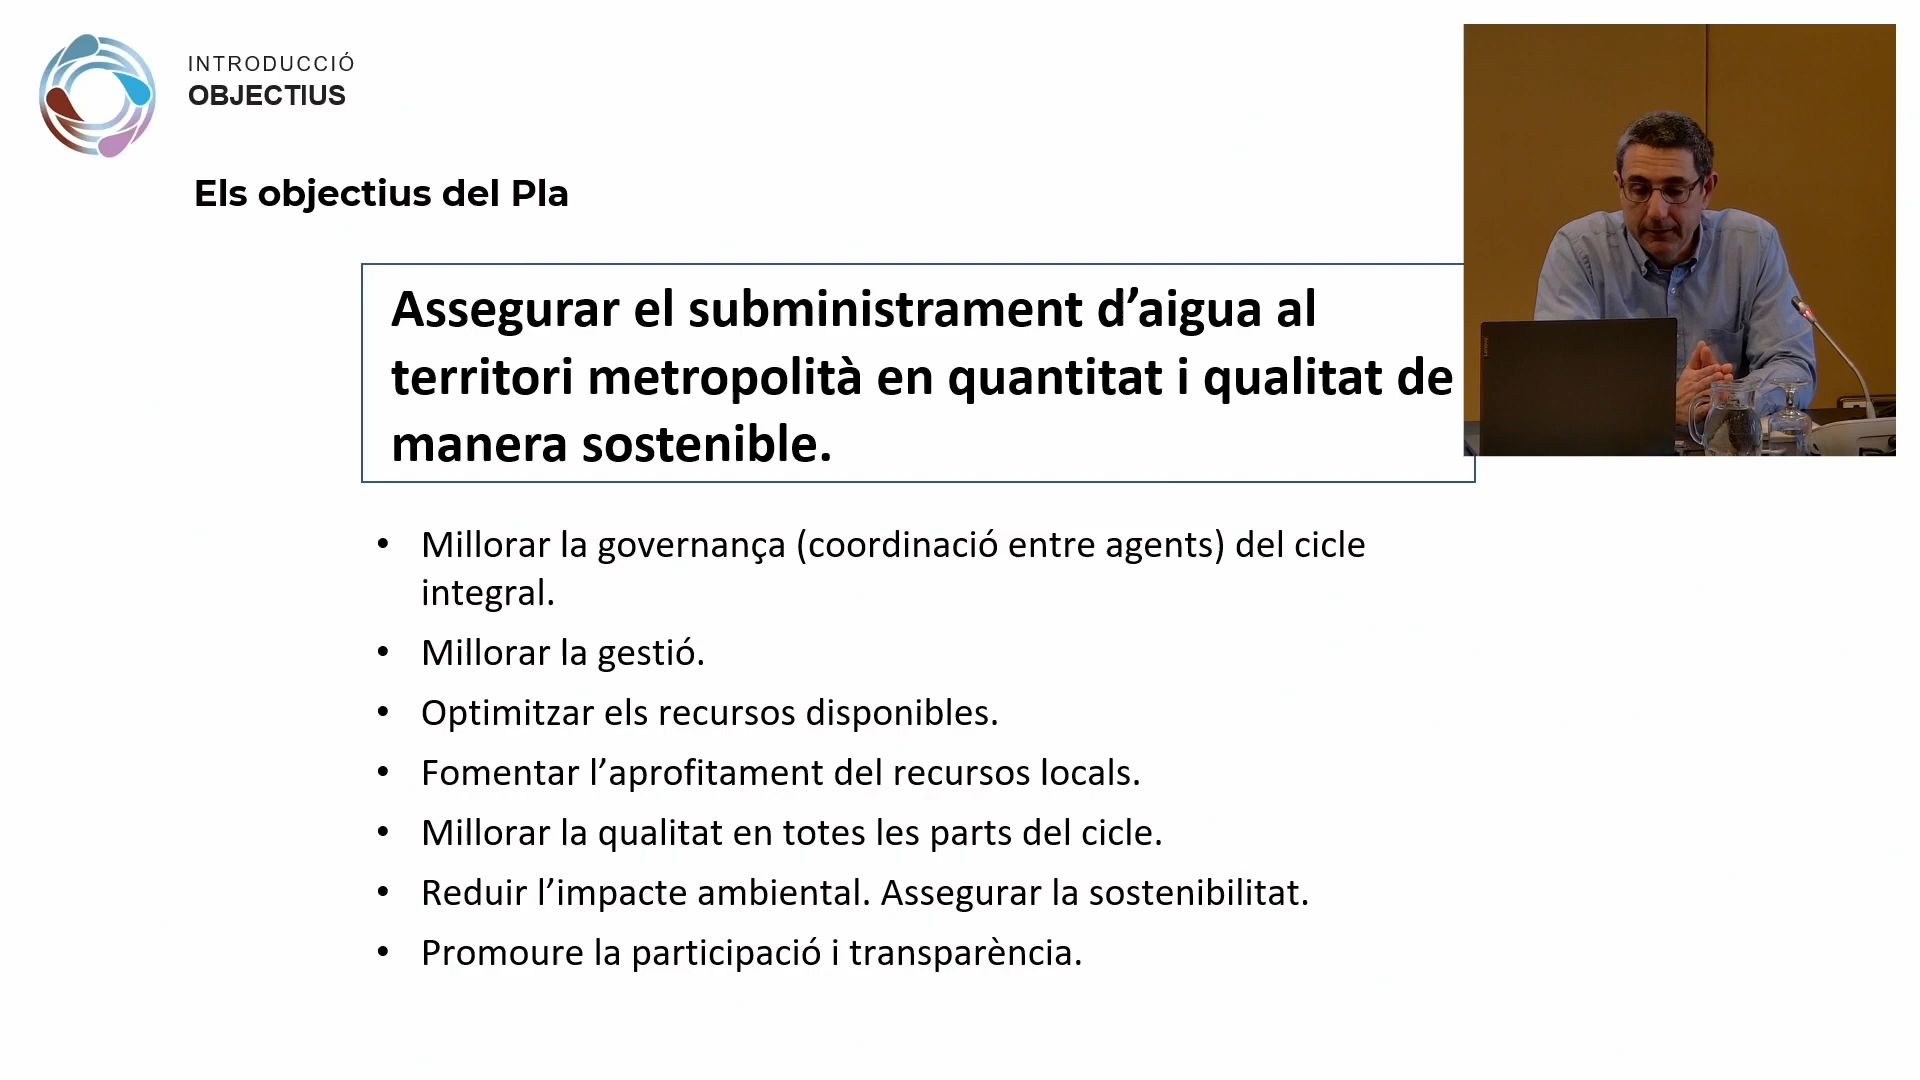 INTRODUCCIÓ
OBJECTIUS
Els objectius del Pla
Assegurar el subministrament d’aigua al
territori metropolità en quantitat i qualitat de
manera sostenible.
• Millorar la governança (coordinació entre agents) del cicle
integral.
• Millorar la gestió.
• Optimitzar els recursos disponibles.
• Fomentar l’aprofitament del recursos locals.
• Millorar la qualitat en totes les parts del cicle.
• Reduir l’impacte ambiental. Assegurar la sostenibilitat.
• Promoure la participació i transparència.